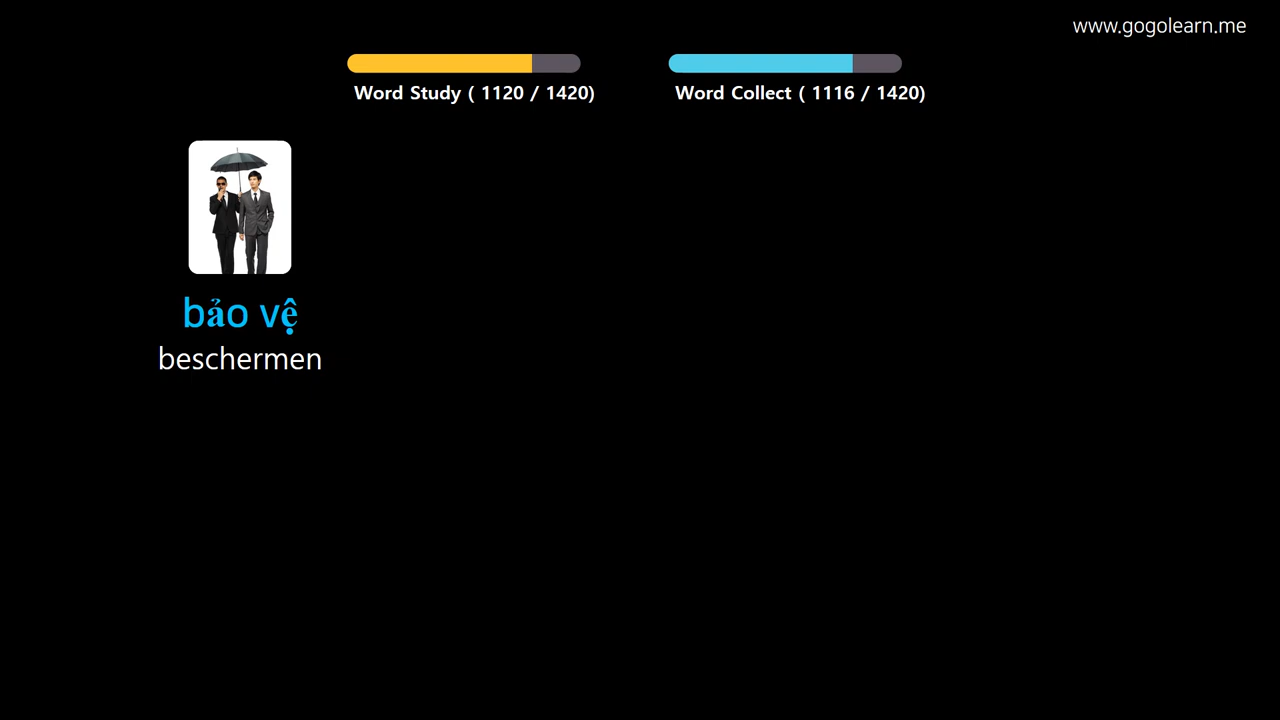 www.gogolearn.me
Word Study ( 1120 / 1420)
Word Collect ( 1116 / 1420)
bảo vệ
beschermen